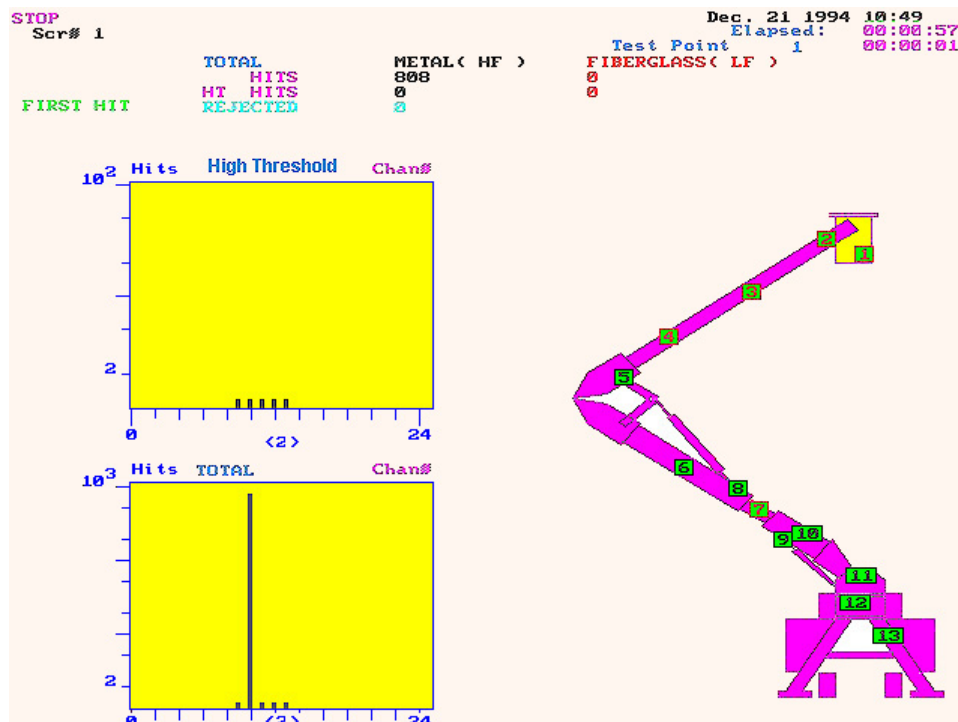 STOP
Dec. 21 1994 10:49
Scr# 1
Elapsed: 00:00:57
Test Point 1 00:00:01
TOTAL METAL( HF ) FIBERGLASS( LF )
HITS 808 0
HT HITS 0 0
FIRST HIT REJECTED 0
10² Hits High Threshold Chan#
2
0 <2> 24
10³ Hits TOTAL Chan#
2
0 24
1
2
3
4
5
6
8
7
9
10
11
12
13